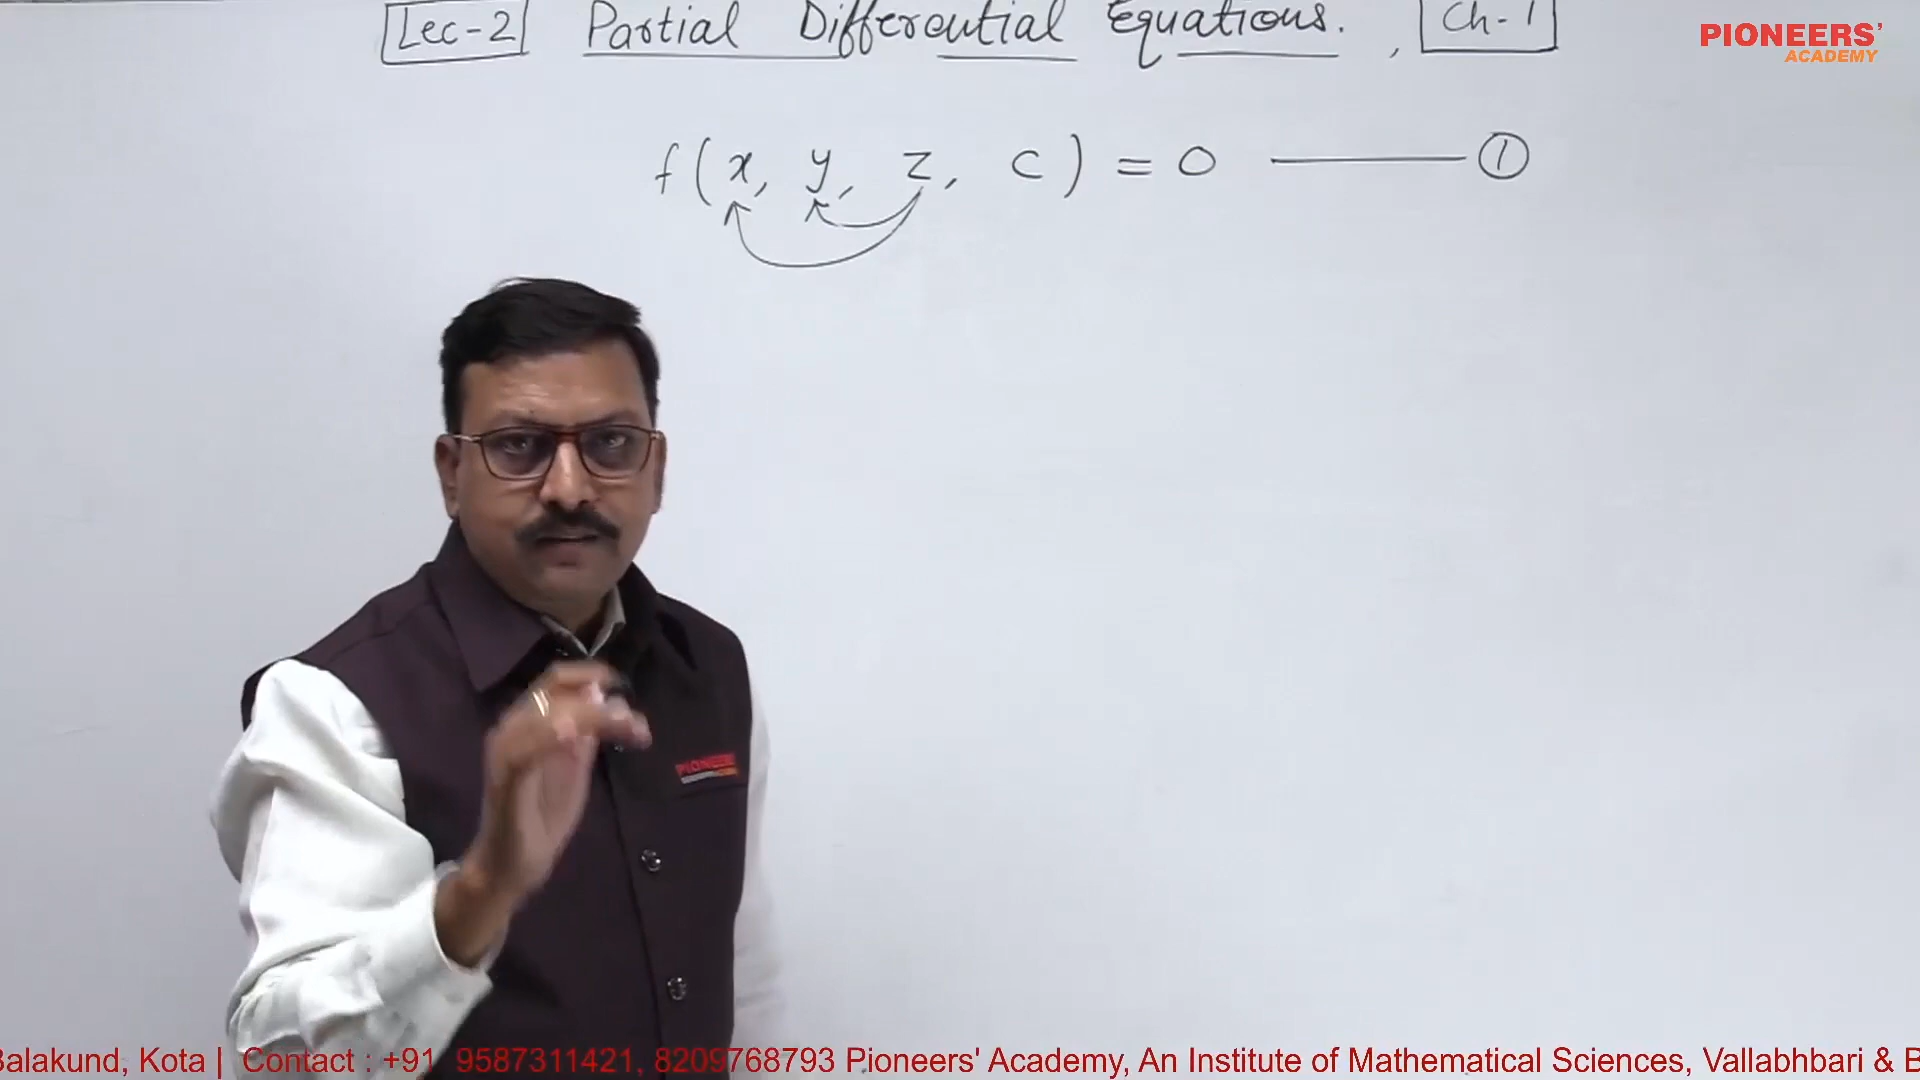 Lec-2 Partial Differential Equations. , Ch-1
PIONEERS'
ACADEMY
f(x, y, z, c) = 0 ——— ①
PIONEERS
Balakund, Kota | Contact : +91 9587311421, 8209768793 Pioneers' Academy, An Institute of Mathematical Sciences, Vallabhbari & B